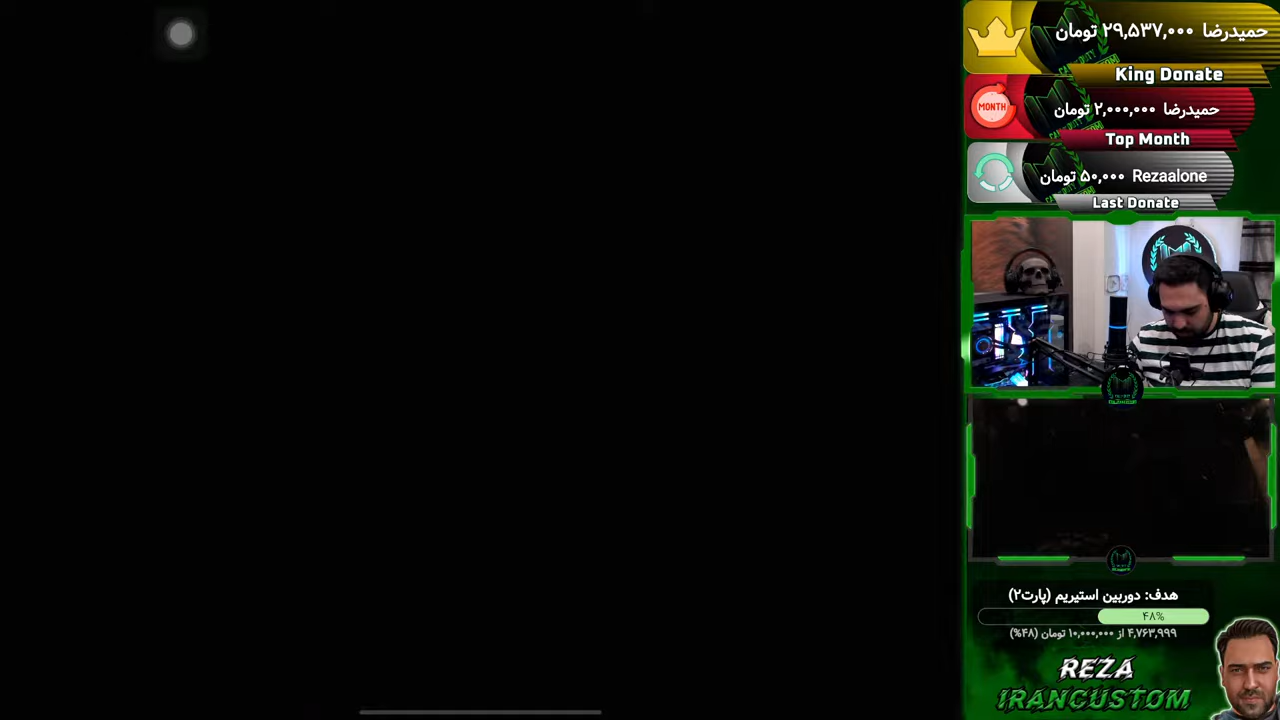 حمیدرضا ۲۹,۵۳۷,۰۰۰ تومان
King Donate
MONTH
حمیدرضا ۲,۰۰۰,۰۰۰ تومان
Top Month
Rezaalone ۵۰,۰۰۰ تومان
Last Donate
هدف: دوربین استیریم (پارت۲)
۴۸%
۴,۷۶۳,۹۹۹ از ۱۰,۰۰۰,۰۰۰ تومان (۴۸%)
REZA
IRANCUSTOM